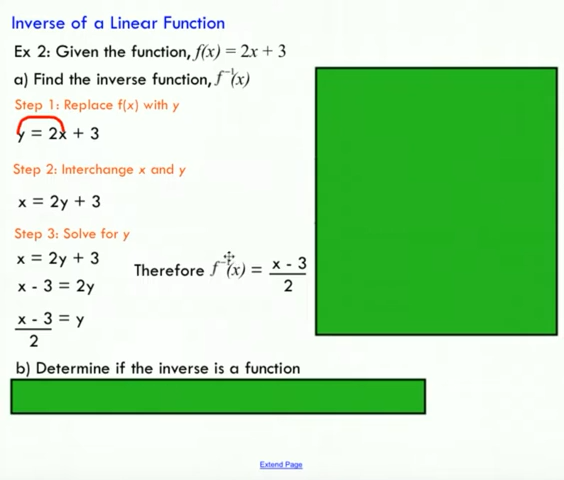 Inverse of a Linear Function
Ex 2: Given the function, f(x) = 2x + 3
a) Find the inverse function, f⁻¹(x)
Step 1: Replace f(x) with y
y = 2x + 3
Step 2: Interchange x and y
x = 2y + 3
Step 3: Solve for y
x = 2y + 3
x - 3 = 2y
x - 3 = y
2
Therefore f⁻¹(x) = x - 3
2
b) Determine if the inverse is a function
Extend Page